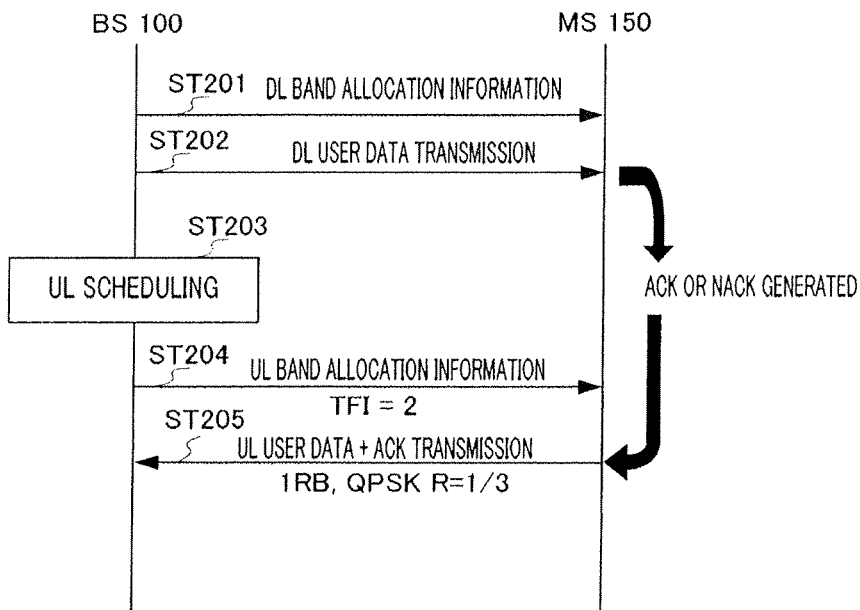 BS 100
MS 150
ST201
DL BAND ALLOCATION INFORMATION
ST202
DL USER DATA TRANSMISSION
ST203
UL SCHEDULING
ACK OR NACK GENERATED
ST204
UL BAND ALLOCATION INFORMATION
TFI = 2
ST205
UL USER DATA + ACK TRANSMISSION
1RB, QPSK R=1/3